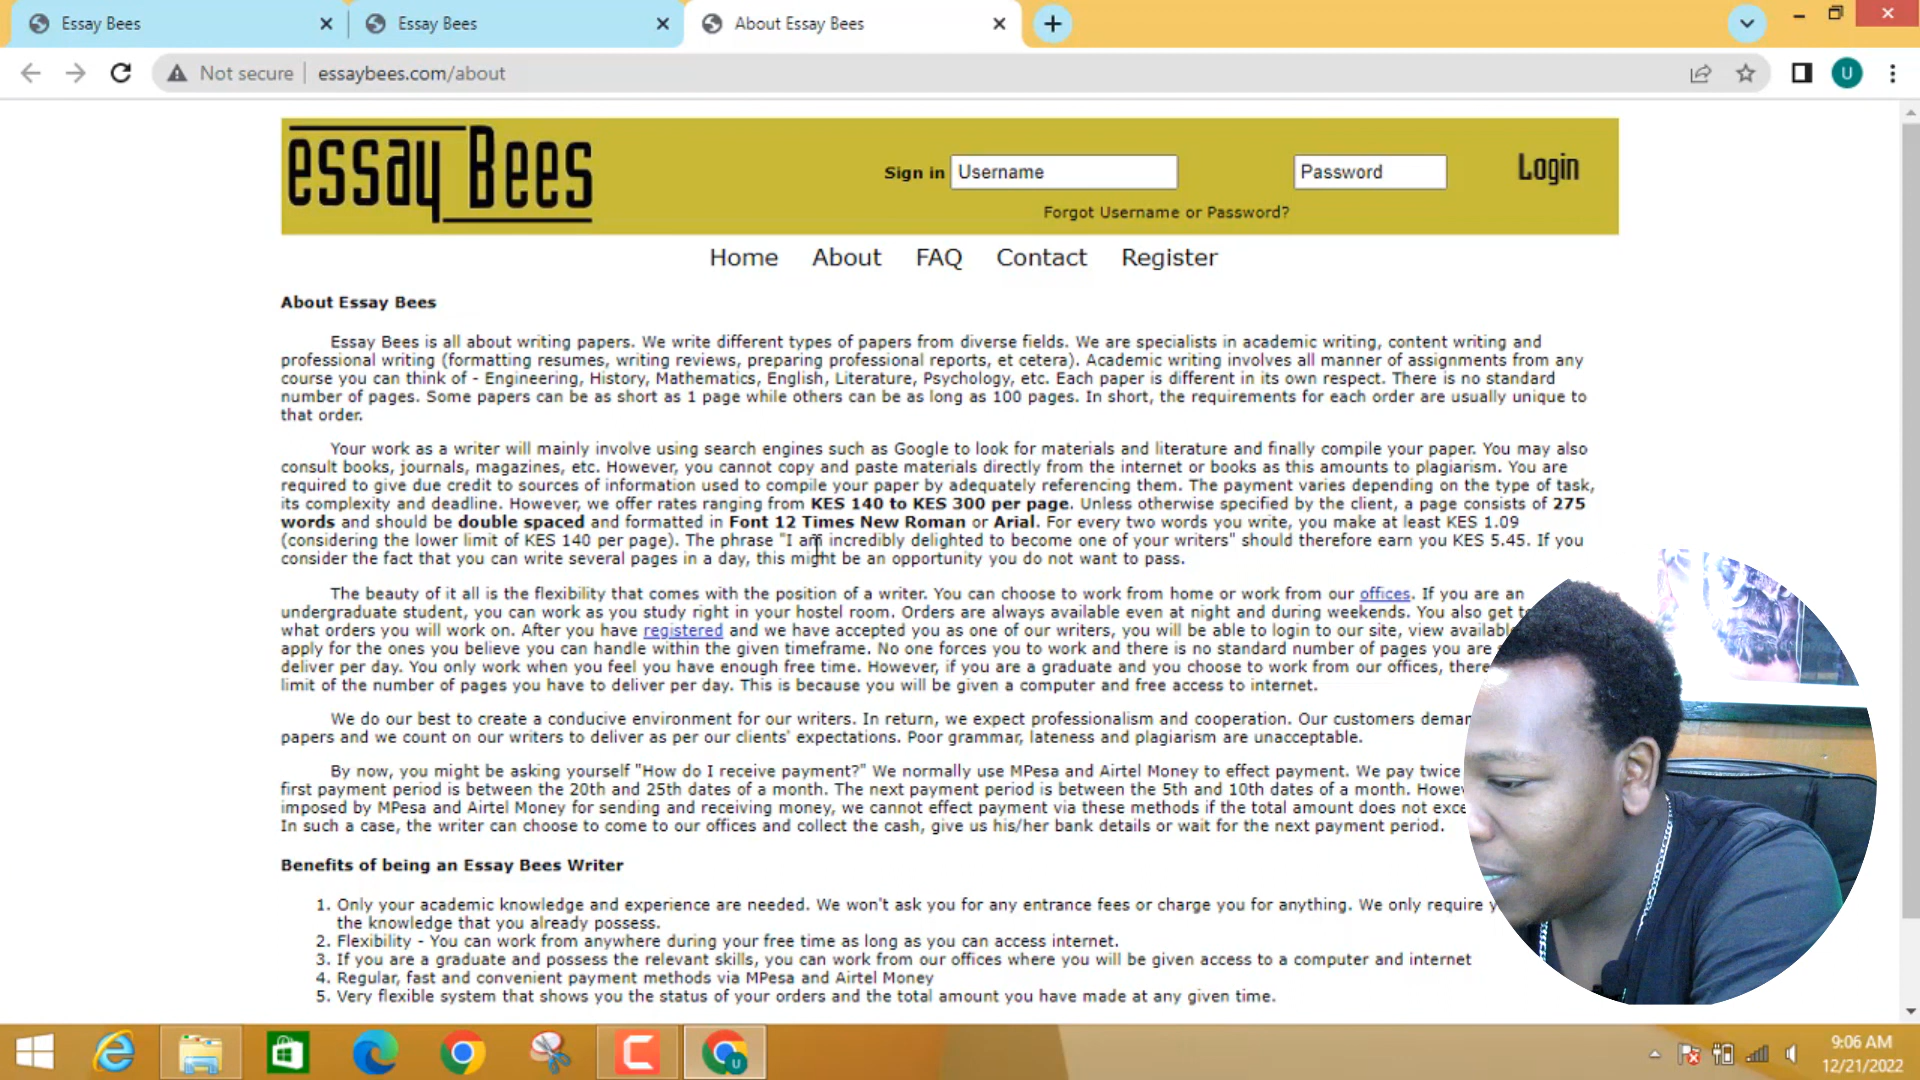 Essay Bees
Essay Bees
About Essay Bees
Not secure
essaybees.com/about
U
essay Bees
Sign in
Username
Password
Login
Forgot Username or Password?
Home
About
FAQ
Contact
Register
About Essay Bees
Essay Bees is all about writing papers. We write different types of papers from diverse fields. We are specialists in academic writing, content writing and
professional writing (formatting resumes, writing reviews, preparing professional reports, et cetera). Academic writing involves all manner of assignments from any
course you can think of - Engineering, History, Mathematics, English, Literature, Psychology, etc. Each paper is different in its own respect. There is no standard
number of pages. Some papers can be as short as 1 page while others can be as long as 100 pages. In short, the requirements for each order are usually unique to
that order.
Your work as a writer will mainly involve using search engines such as Google to look for materials and literature and finally compile your paper. You may also
consult books, journals, magazines, etc. However, you cannot copy and paste materials directly from the internet or books as this amounts to plagiarism. You are
required to give due credit to sources of information used to compile your paper by adequately referencing them. The payment varies depending on the type of task,
its complexity and deadline. However, we offer rates ranging from KES 140 to KES 300 per page. Unless otherwise specified by the client, a page consists of 275
words and should be double spaced and formatted in Font 12 Times New Roman or Arial. For every two words you write, you make at least KES 1.09
(considering the lower limit of KES 140 per page). The phrase "I am incredibly delighted to become one of your writers" should therefore earn you KES 5.45. If you
consider the fact that you can write several pages in a day, this might be an opportunity you do not want to pass.
The beauty of it all is the flexibility that comes with the position of a writer. You can choose to work from home or work from our offices. If you are an
undergraduate student, you can work as you study right in your hostel room. Orders are always available even at night and during weekends. You also get
what orders you will work on. After you have registered and we have accepted you as one of our writers, you will be able to login to our site, view
apply for the ones you believe you can handle within the given timeframe. No one forces you to work and there is no standard number of pages you are
deliver per day. You only work when you feel you have enough free time. However, if you are a graduate and you choose to work from our offices,
limit of the number of pages you have to deliver per day. This is because you will be given a computer and free access to internet.
We do our best to create a conducive environment for our writers. In return, we expect professionalism and cooperation. Our customers
papers and we count on our writers to deliver as per our clients' expectations. Poor grammar, lateness and plagiarism are unacceptable.
By now, you might be asking yourself "How do I receive payment?" We normally use MPesa and Airtel Money to effect payment. We pay twice
first payment period is between the 20th and 25th dates of a month. The next payment period is between the 5th and 10th dates of a month.
imposed by MPesa and Airtel Money for sending and receiving money, we cannot effect payment via these methods if the total amount does not
In such a case, the writer can choose to come to our offices and collect the cash, give us his/her bank details or wait for the next payment period.
Benefits of being an Essay Bees Writer
1. Only your academic knowledge and experience are needed. We won't ask you for any entrance fees or charge you for anything. We only require
the knowledge that you already possess.
2. Flexibility - You can work from anywhere during your free time as long as you can access internet.
3. If you are a graduate and possess the relevant skills, you can work from our offices where you will be given access to a computer and internet
4. Regular, fast and convenient payment methods via MPesa and Airtel Money
5. Very flexible system that shows you the status of your orders and the total amount you have made at any given time.
9:06 AM
12/21/2022